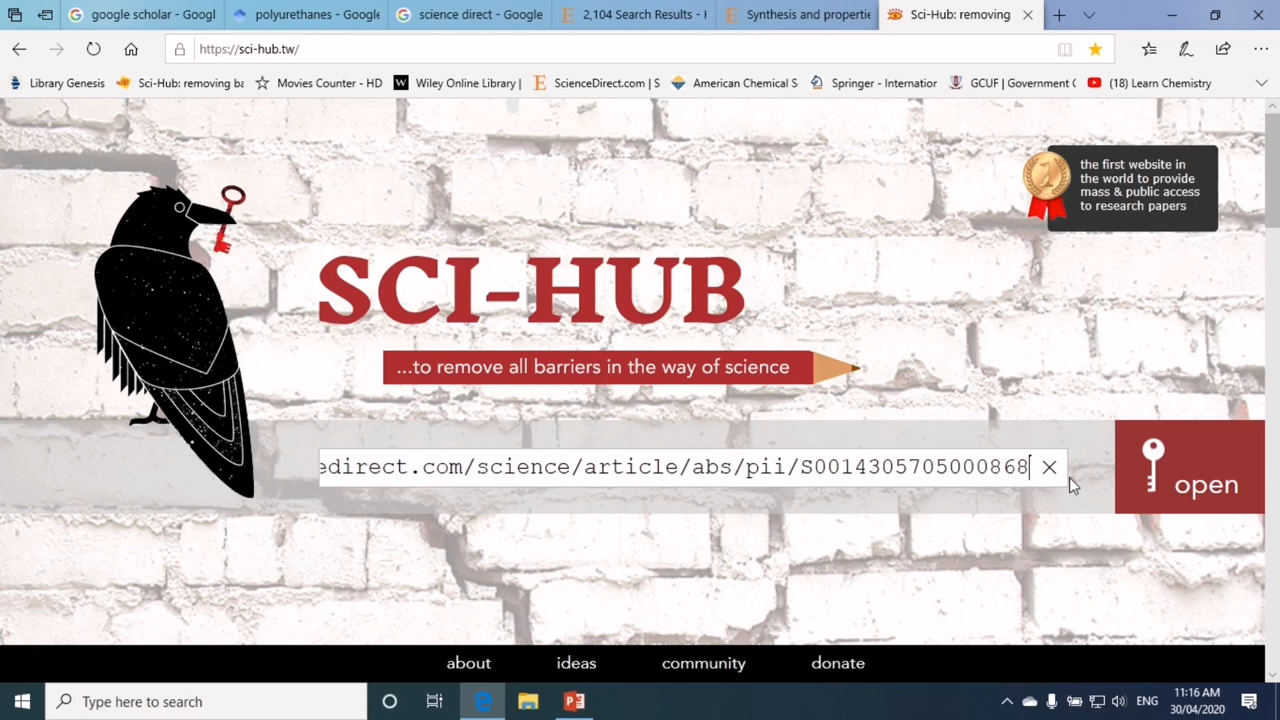 google scholar - Googl
polyurethanes - Google
science direct - Google
2,104 Search Results - k
Synthesis and propertie
Sci-Hub: removing
https://sci-hub.tw/
Library Genesis
Sci-Hub: removing ba
Movies Counter - HD
W Wiley Online Library |
ScienceDirect.com | S
American Chemical S
Springer - Internation
GCUF | Government C
(18) Learn Chemistry
the first website in
the world to provide
mass & public access
to research papers
1
SCI-HUB
...to remove all barriers in the way of science
edirect.com/science/article/abs/pii/S0014305705000868
open
about
ideas
community
donate
Type here to search
ENG
11:16 AM
30/04/2020